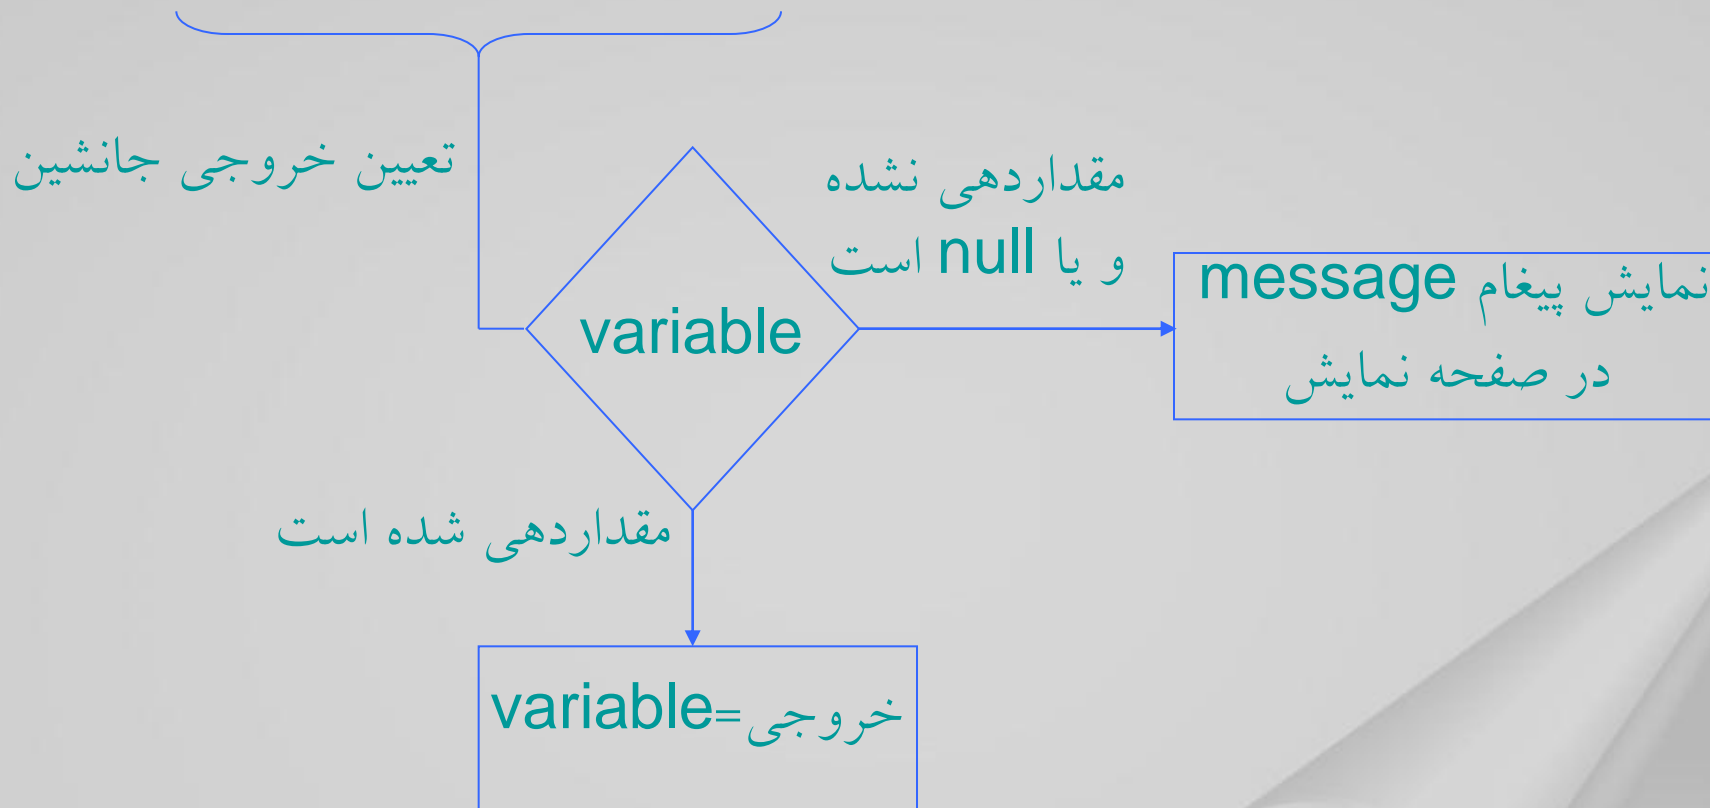 تعیین خروجی جانشین
مقداردهی نشده
و یا null است
variable
نمایش پیغام message
در صفحه نمایش
مقداردهی شده است
variable=خروجی